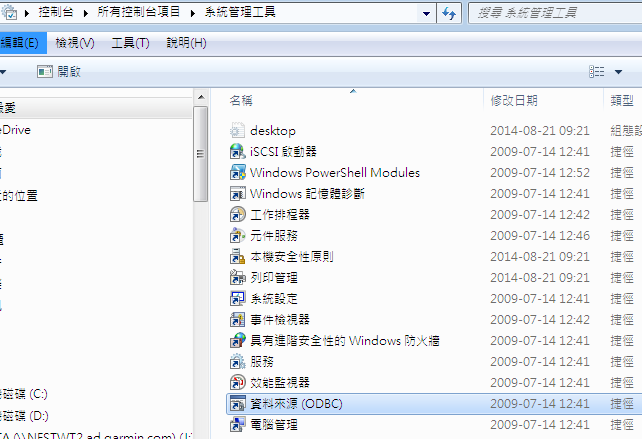 控制台 所有控制台項目 系統管理工具 搜尋 系統管理工具
編輯(E) 檢視(V) 工具(T) 說明(H)
開啟
名稱 修改日期 類型
desktop 2014-08-21 09:21
iSCSI 啟動器 2009-07-14 12:41 捷徑
Windows PowerShell Modules 2009-07-14 12:52 捷徑
Windows 記憶體診斷 2009-07-14 12:41 捷徑
工作排程器 2009-07-14 12:42 捷徑
元件服務 2009-07-14 12:46 捷徑
本機安全性原則 2014-08-21 09:21 捷徑
列印管理 2014-08-21 09:21 捷徑
系統設定 2009-07-14 12:41 捷徑
事件檢視器 2009-07-14 12:42 捷徑
具有進階安全性的 Windows 防火牆 2009-07-14 12:41 捷徑
服務 2009-07-14 12:41 捷徑
效能監視器 2009-07-14 12:41 捷徑
資料來源 (ODBC) 2009-07-14 12:41 捷徑
電腦管理 2009-07-14 12:41 捷徑
eDrive
的位置
磁碟 (C:)
磁碟 (D:)